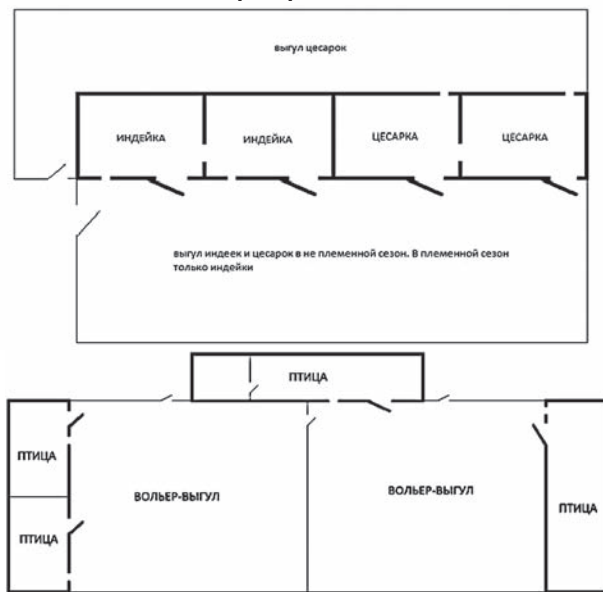 выгул цесарок
ИНДЕЙКА
ИНДЕЙКА
ЦЕСАРКА
ЦЕСАРКА
выгул индеек и цесарок в не племенной сезон. В племенной сезон
только индейки
ПТИЦА
ПТИЦА
ВОЛЬЕР-ВЫГУЛ
ВОЛЬЕР-ВЫГУЛ
ПТИЦА
ПТИЦА